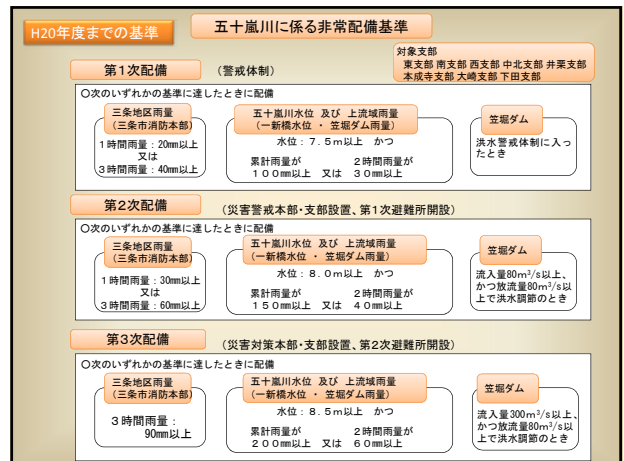 H20年度までの基準
五十嵐川に係る非常配備基準
対象支部
東支部 南支部 西支部 中北支部 井栗支部
本成寺支部 大崎支部 下田支部
第1次配備
(警戒体制)
○次のいずれかの基準に達したときに配備
三条地区雨量
(三条市消防本部)
1時間雨量：20㎜以上
又は
3時間雨量：40㎜以上
五十嵐川水位 及び 上流域雨量
(一新橋水位 ・ 笠堀ダム雨量)
水位：7.5m以上 かつ
累計雨量が 2時間雨量が
100㎜以上 又は 30㎜以上
笠堀ダム
洪水警戒体制に入っ
たとき
第2次配備
(災害警戒本部・支部設置、第1次避難所開設)
○次のいずれかの基準に達したときに配備
三条地区雨量
(三条市消防本部)
1時間雨量：30㎜以上
又は
3時間雨量：60㎜以上
五十嵐川水位 及び 上流域雨量
(一新橋水位 ・ 笠堀ダム雨量)
水位：8.0m以上 かつ
累計雨量が 2時間雨量が
150㎜以上 又は 40㎜以上
笠堀ダム
流入量80m³/s以上、
かつ放流量80m³/s以
上で洪水調節のとき
第3次配備
(災害対策本部・支部設置、第2次避難所開設)
○次のいずれかの基準に達したときに配備
三条地区雨量
(三条市消防本部)
3時間雨量：
90㎜以上
五十嵐川水位 及び 上流域雨量
(一新橋水位 ・ 笠堀ダム雨量)
水位：8.5m以上 かつ
累計雨量が 2時間雨量が
200㎜以上 又は 60㎜以上
笠堀ダム
流入量300m³/s以上、
かつ放流量80m³/s以
上で洪水調節のとき